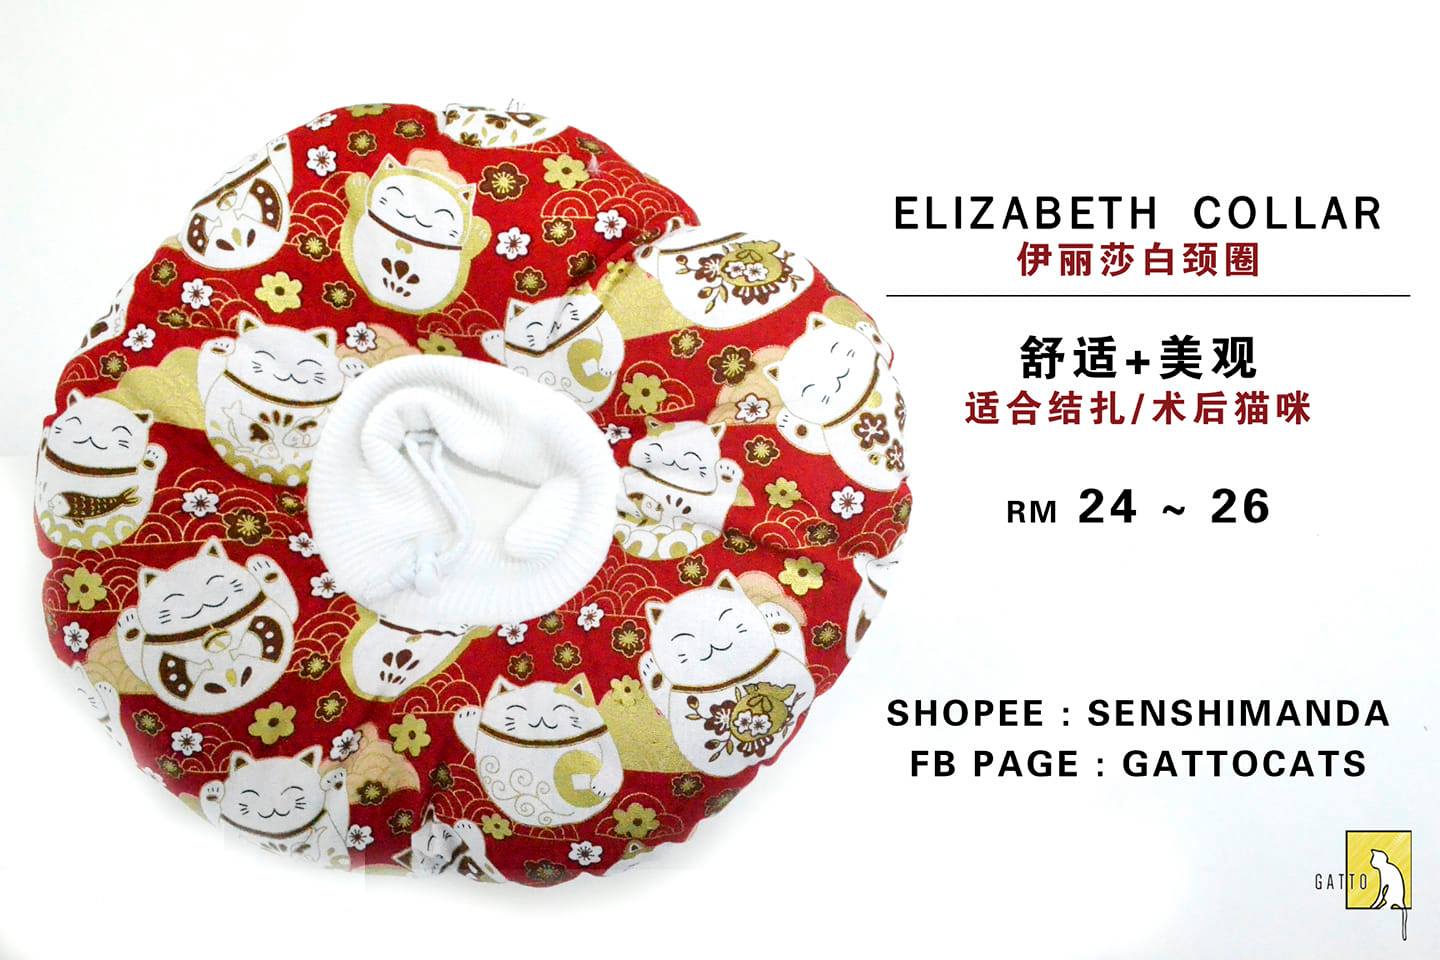 ELIZABETH COLLAR
伊丽莎白颈圈
舒适+美观
适合结扎/术后猫咪
RM 24 ~ 26
SHOPEE : SENSHIMANDA
FB PAGE : GATTOCATS
GATTO